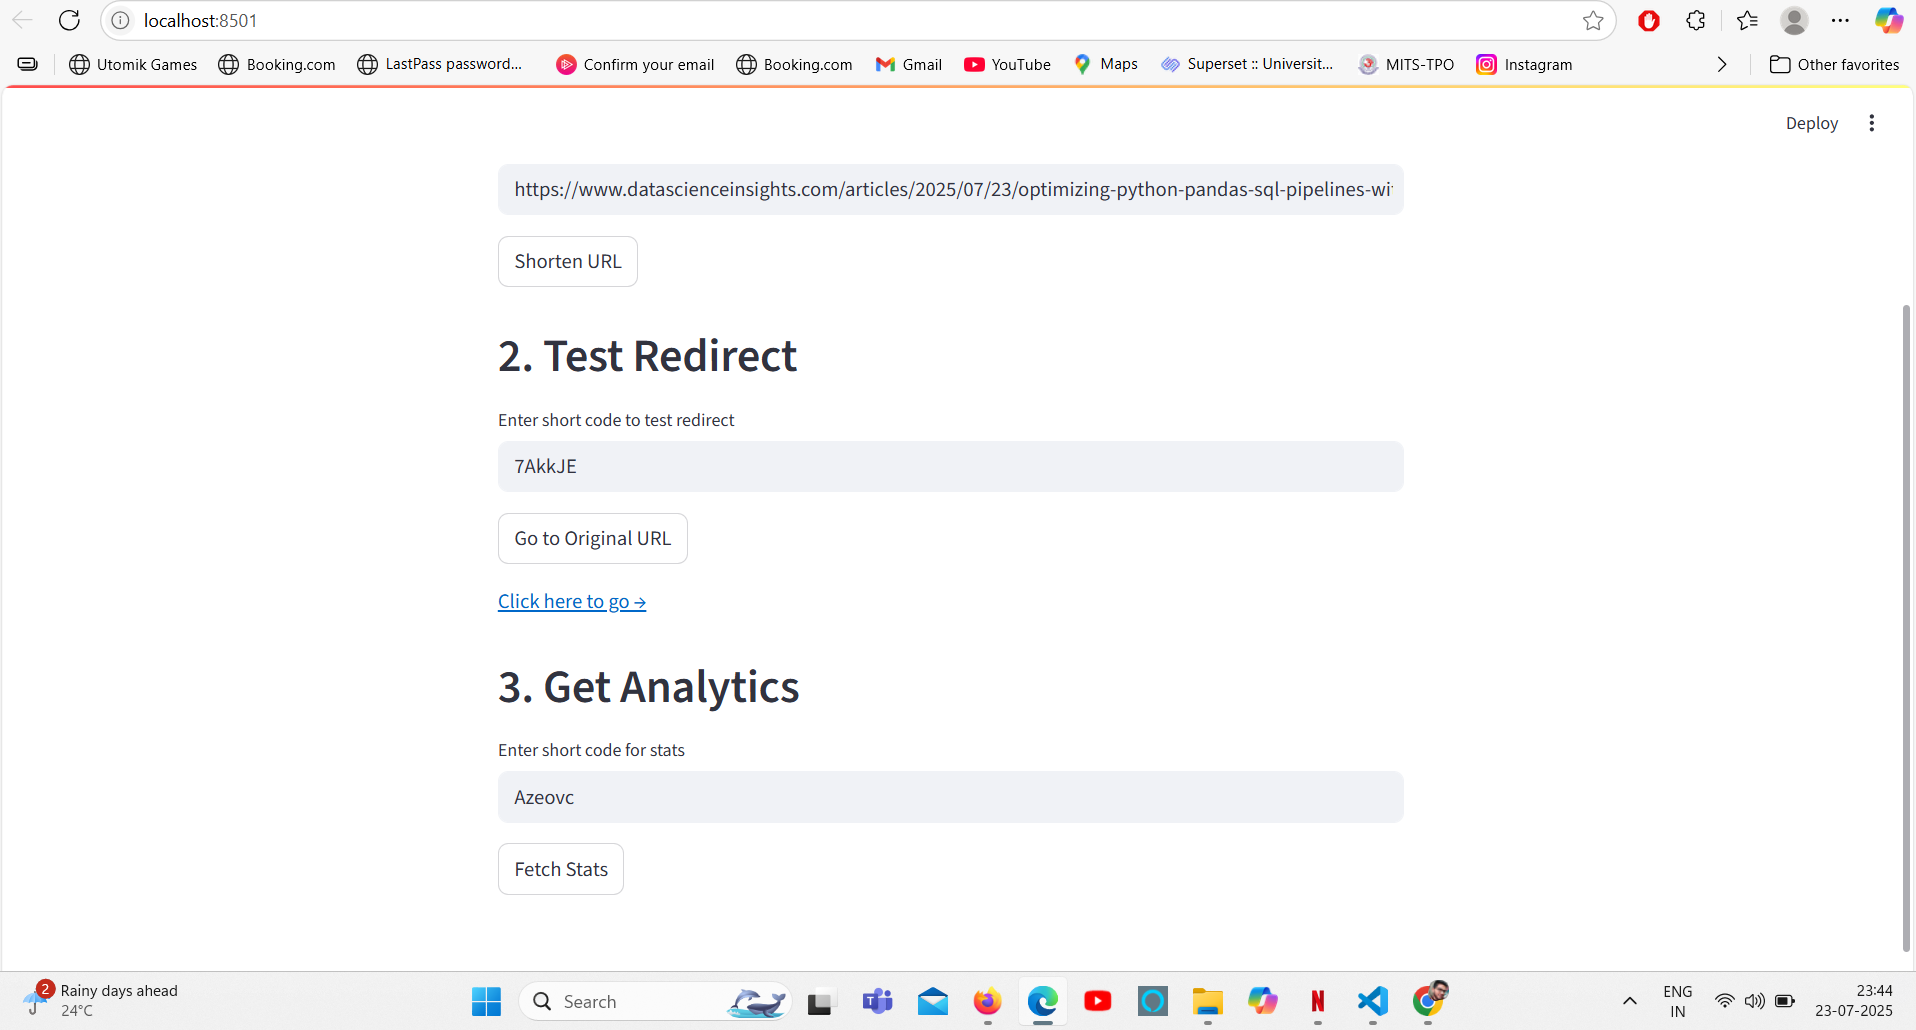 localhost:8501
Utomik Games Booking.com LastPass password... Confirm your email Booking.com Gmail YouTube Maps Superset :: Universit... MITS-TPO Instagram Other favorites
Deploy
https://www.datascienceinsights.com/articles/2025/07/23/optimizing-python-pandas-sql-pipelines-wi
Shorten URL
2. Test Redirect
Enter short code to test redirect
7AkkJE
Go to Original URL
Click here to go →
3. Get Analytics
Enter short code for stats
Azeovc
Fetch Stats
2
Rainy days ahead
24°C
Search
ENG
IN
23:44
23-07-2025